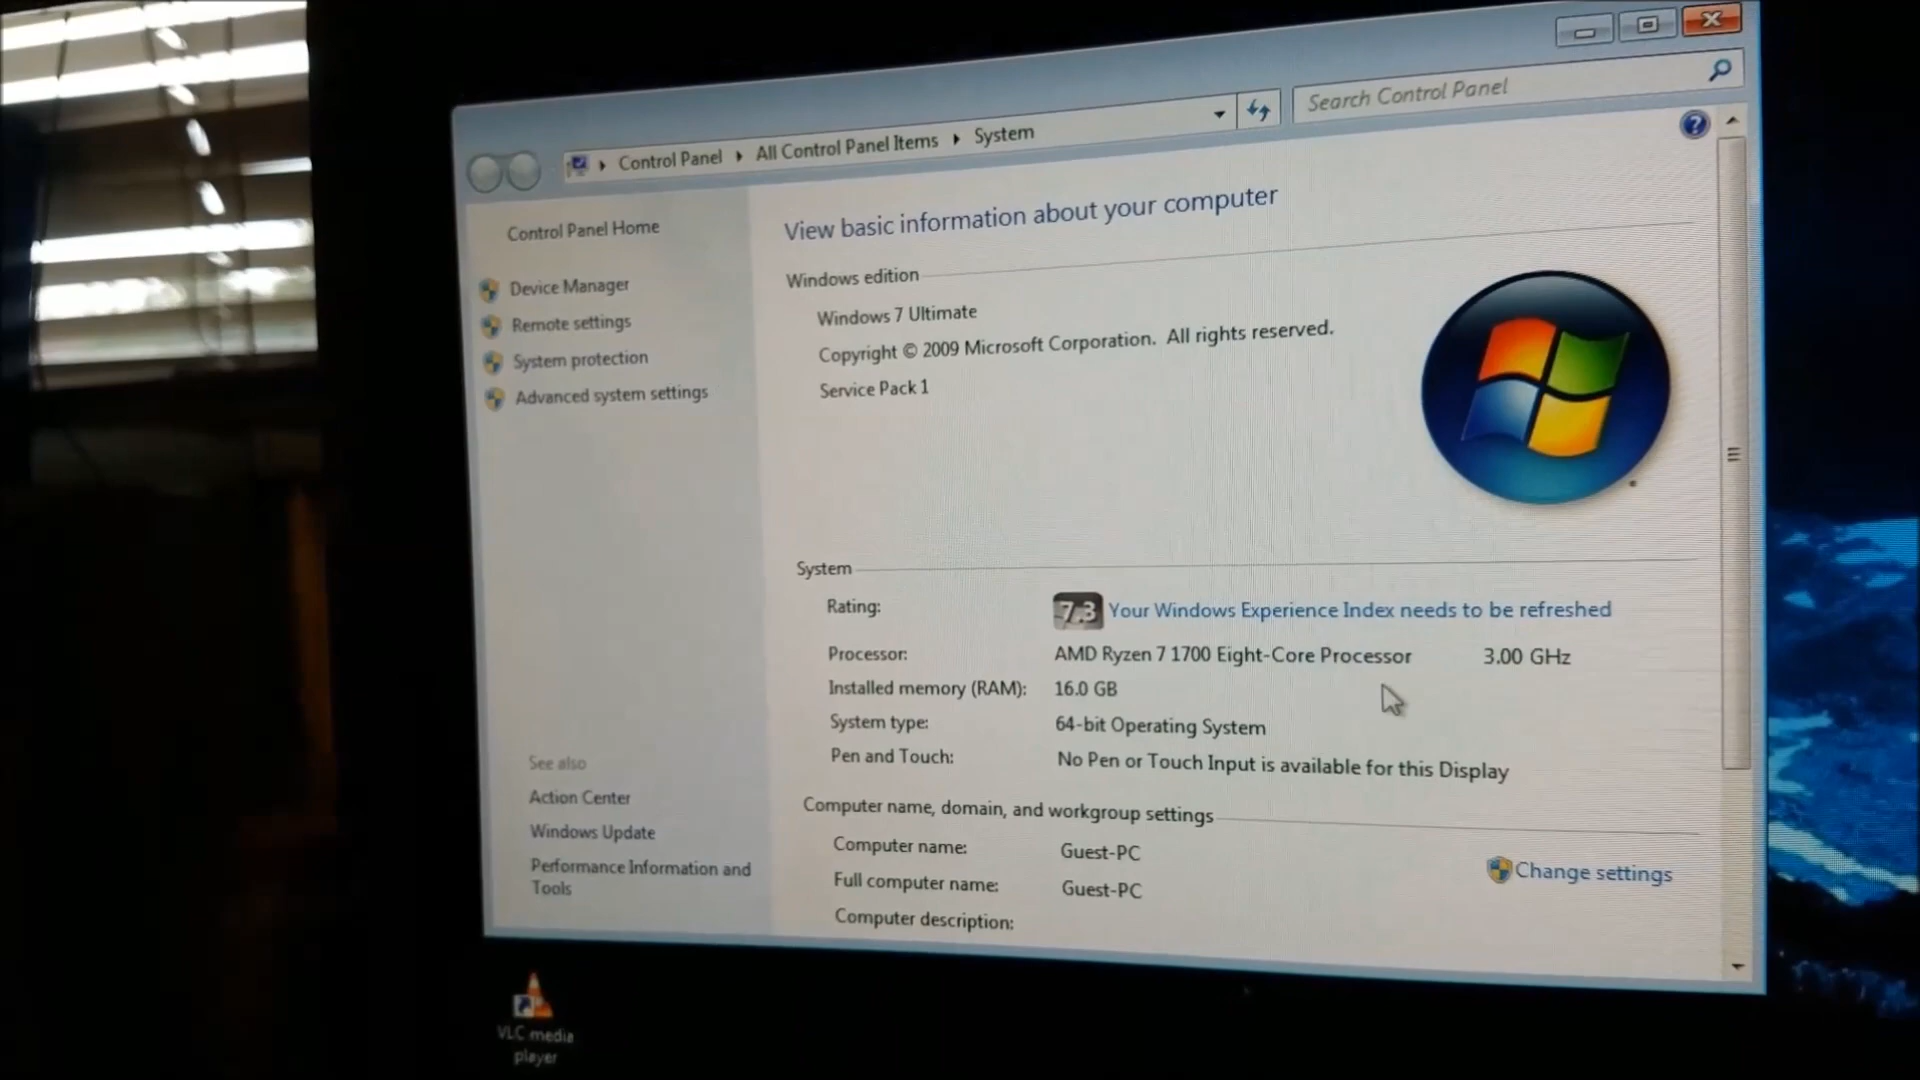 Search Control Panel
Control Panel All Control Panel Items System
Control Panel Home
Device Manager
Remote settings
System protection
Advanced system settings
See also
Action Center
Windows Update
Performance Information and
Tools
View basic information about your computer
Windows edition
Windows 7 Ultimate
Copyright © 2009 Microsoft Corporation. All rights reserved.
Service Pack 1
System
Rating: 7.3 Your Windows Experience Index needs to be refreshed
Processor: AMD Ryzen 7 1700 Eight-Core Processor 3.00 GHz
Installed memory (RAM): 16.0 GB
System type: 64-bit Operating System
Pen and Touch: No Pen or Touch Input is available for this Display
Computer name, domain, and workgroup settings
Computer name: Guest-PC
Change settings
Full computer name: Guest-PC
Computer description:
VLC media
player